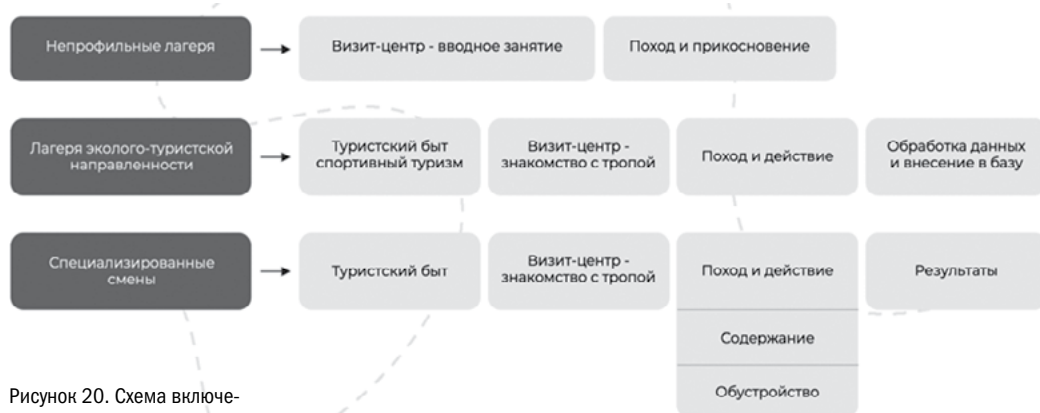 Непрофильные лагеря
Визит-центр - вводное занятие
Поход и прикосновение
Лагеря эколого-туристской
направленности
Туристский быт
спортивный туризм
Визит-центр -
знакомство с тропой
Поход и действие
Обработка данных
и внесение в базу
Специализированные
смены
Туристский быт
Визит-центр -
знакомство с тропой
Поход и действие
Результаты
Содержание
Обустройство
Рисунок 20. Схема включе-